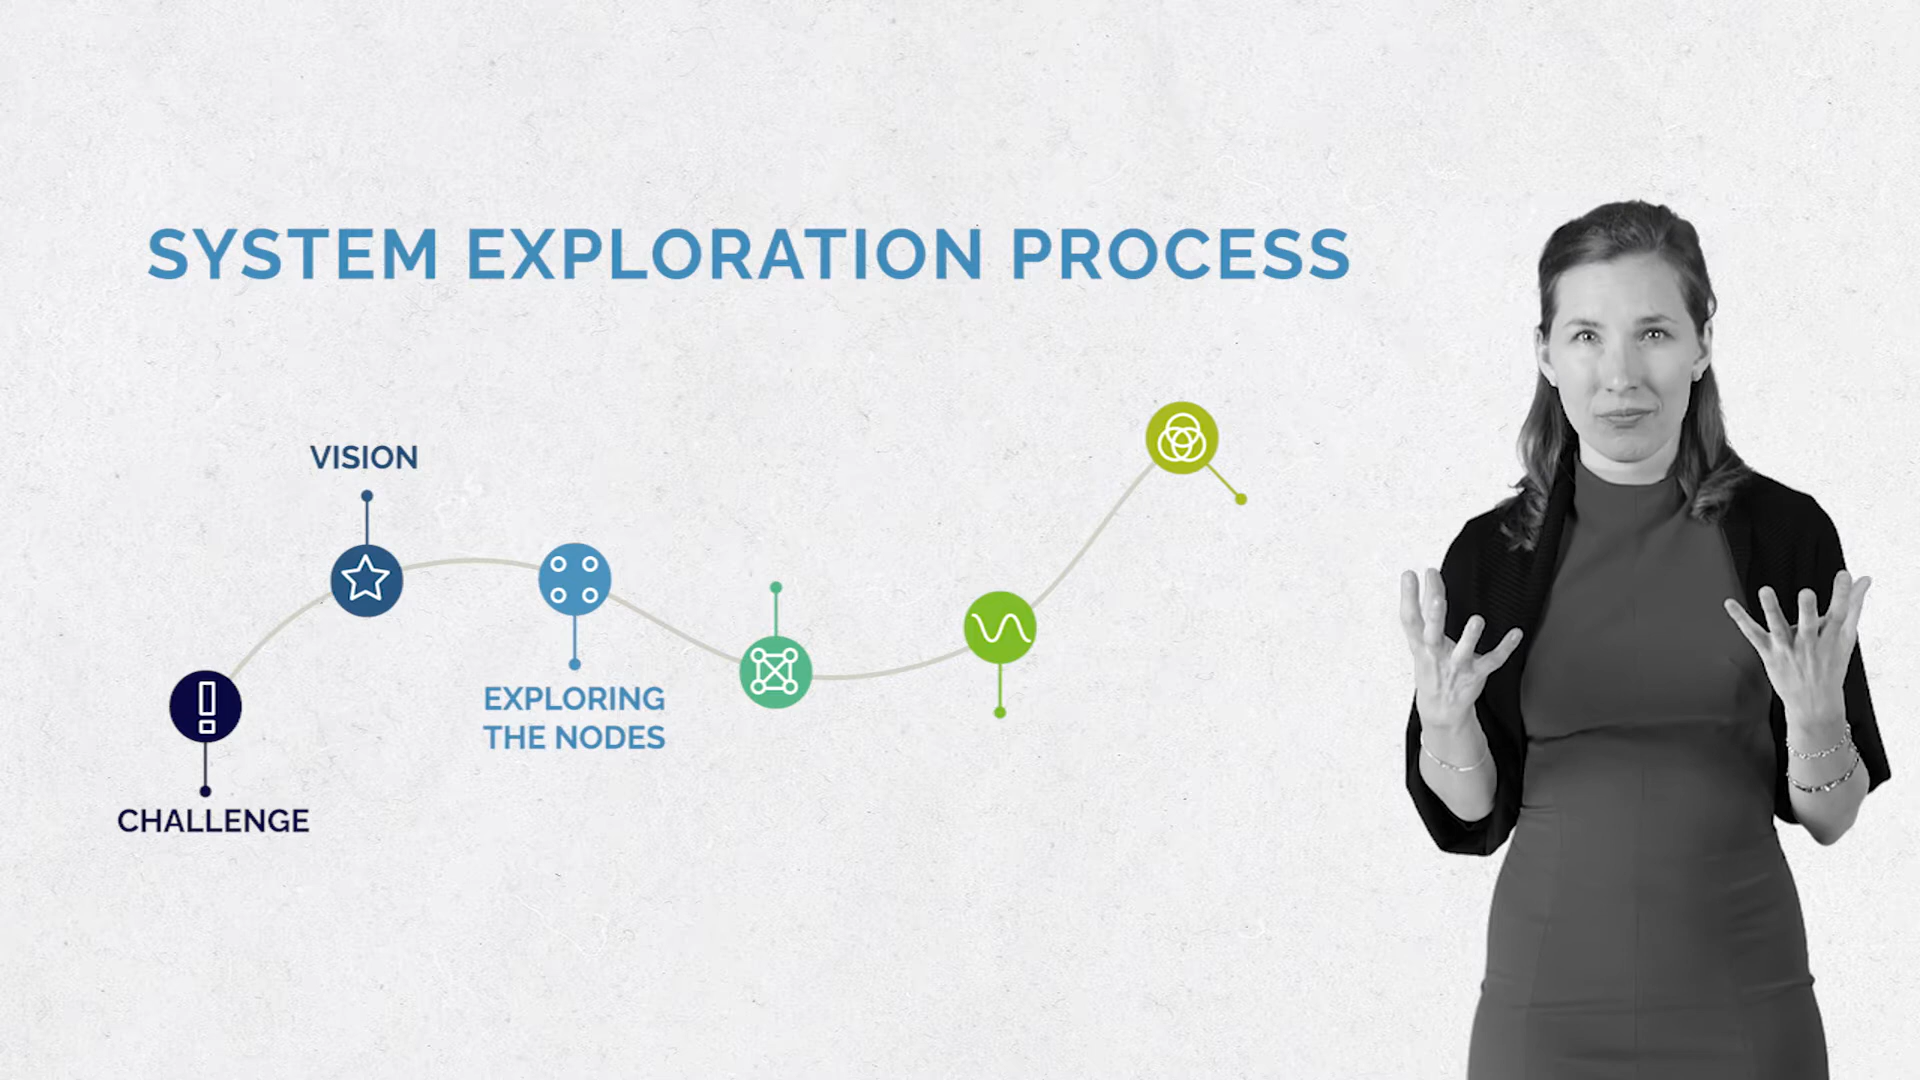 SYSTEM EXPLORATION PROCESS
VISION
EXPLORING
THE NODES
CHALLENGE